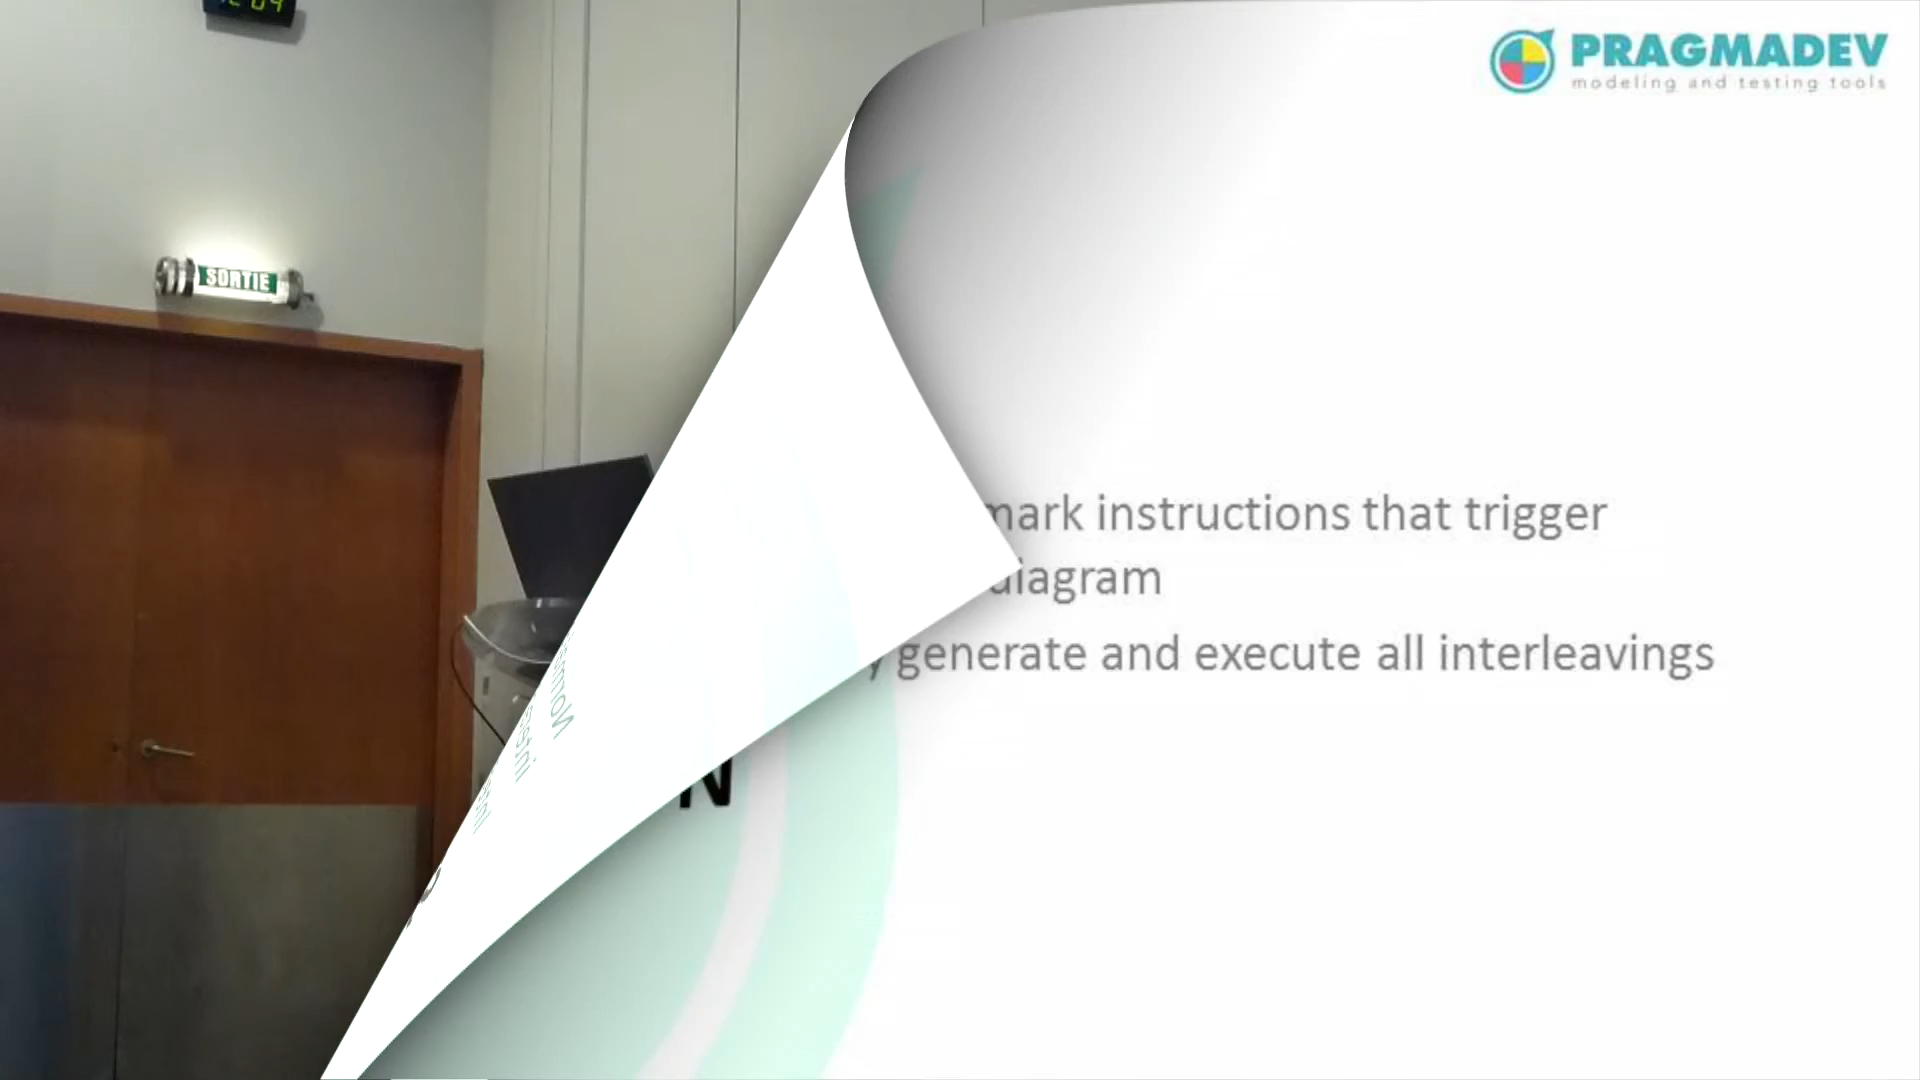 PRAGMADEV
modeling and testing tools
SORTIE
mark instructions that trigger
diagram
generate and execute all interleavings
N